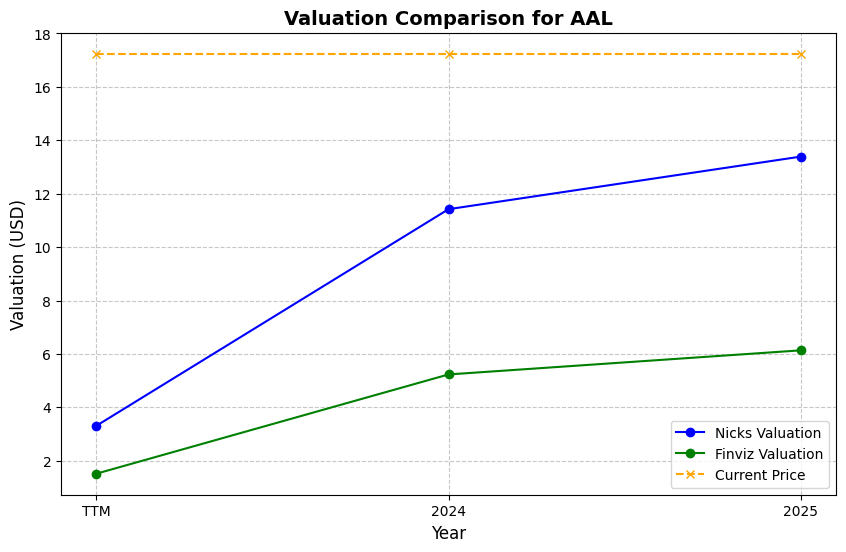 Valuation Comparison for AAL
Valuation (USD)
18
16
14
12
10
8
6
4
2
TTM
2024
2025
Year
Nicks Valuation
Finviz Valuation
Current Price